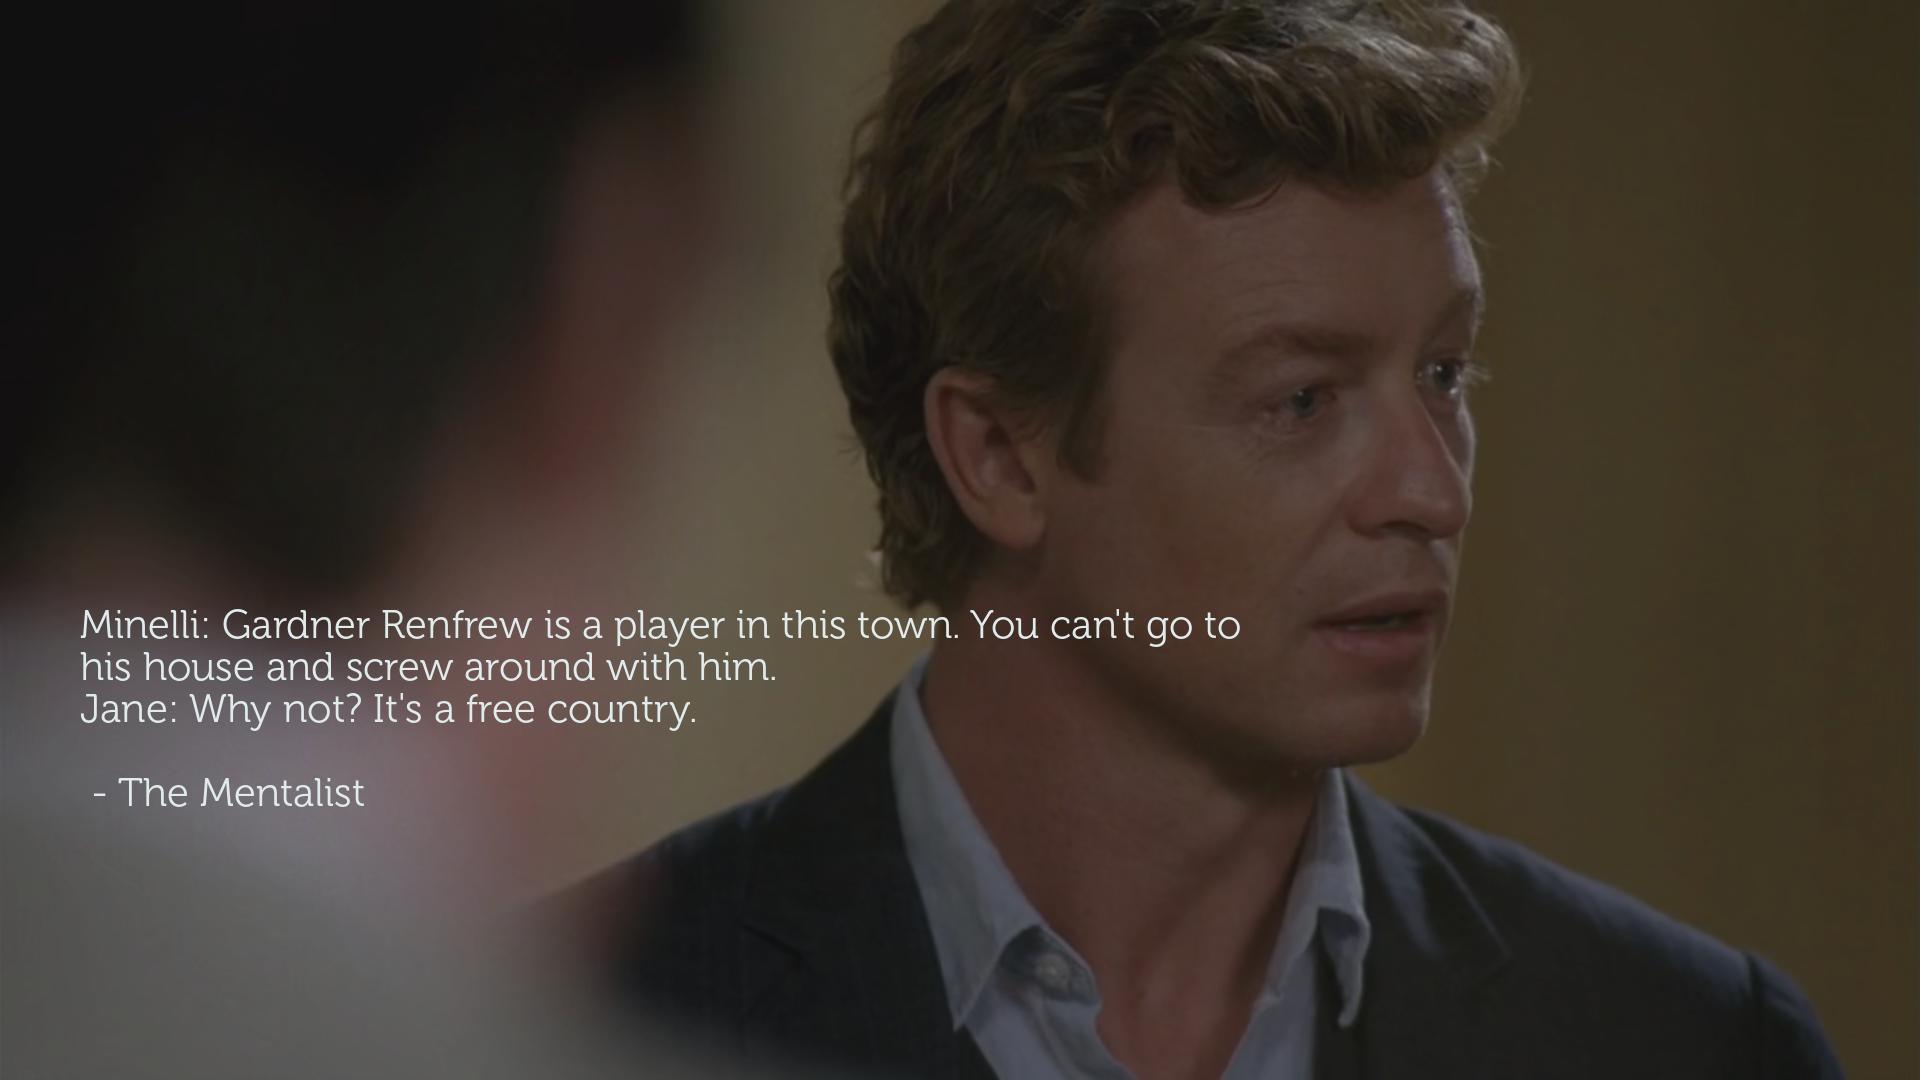 Minelli: Gardner Renfrew is a player in this town. You can't go to
his house and screw around with him.
Jane: Why not? It's a free country.
- The Mentalist